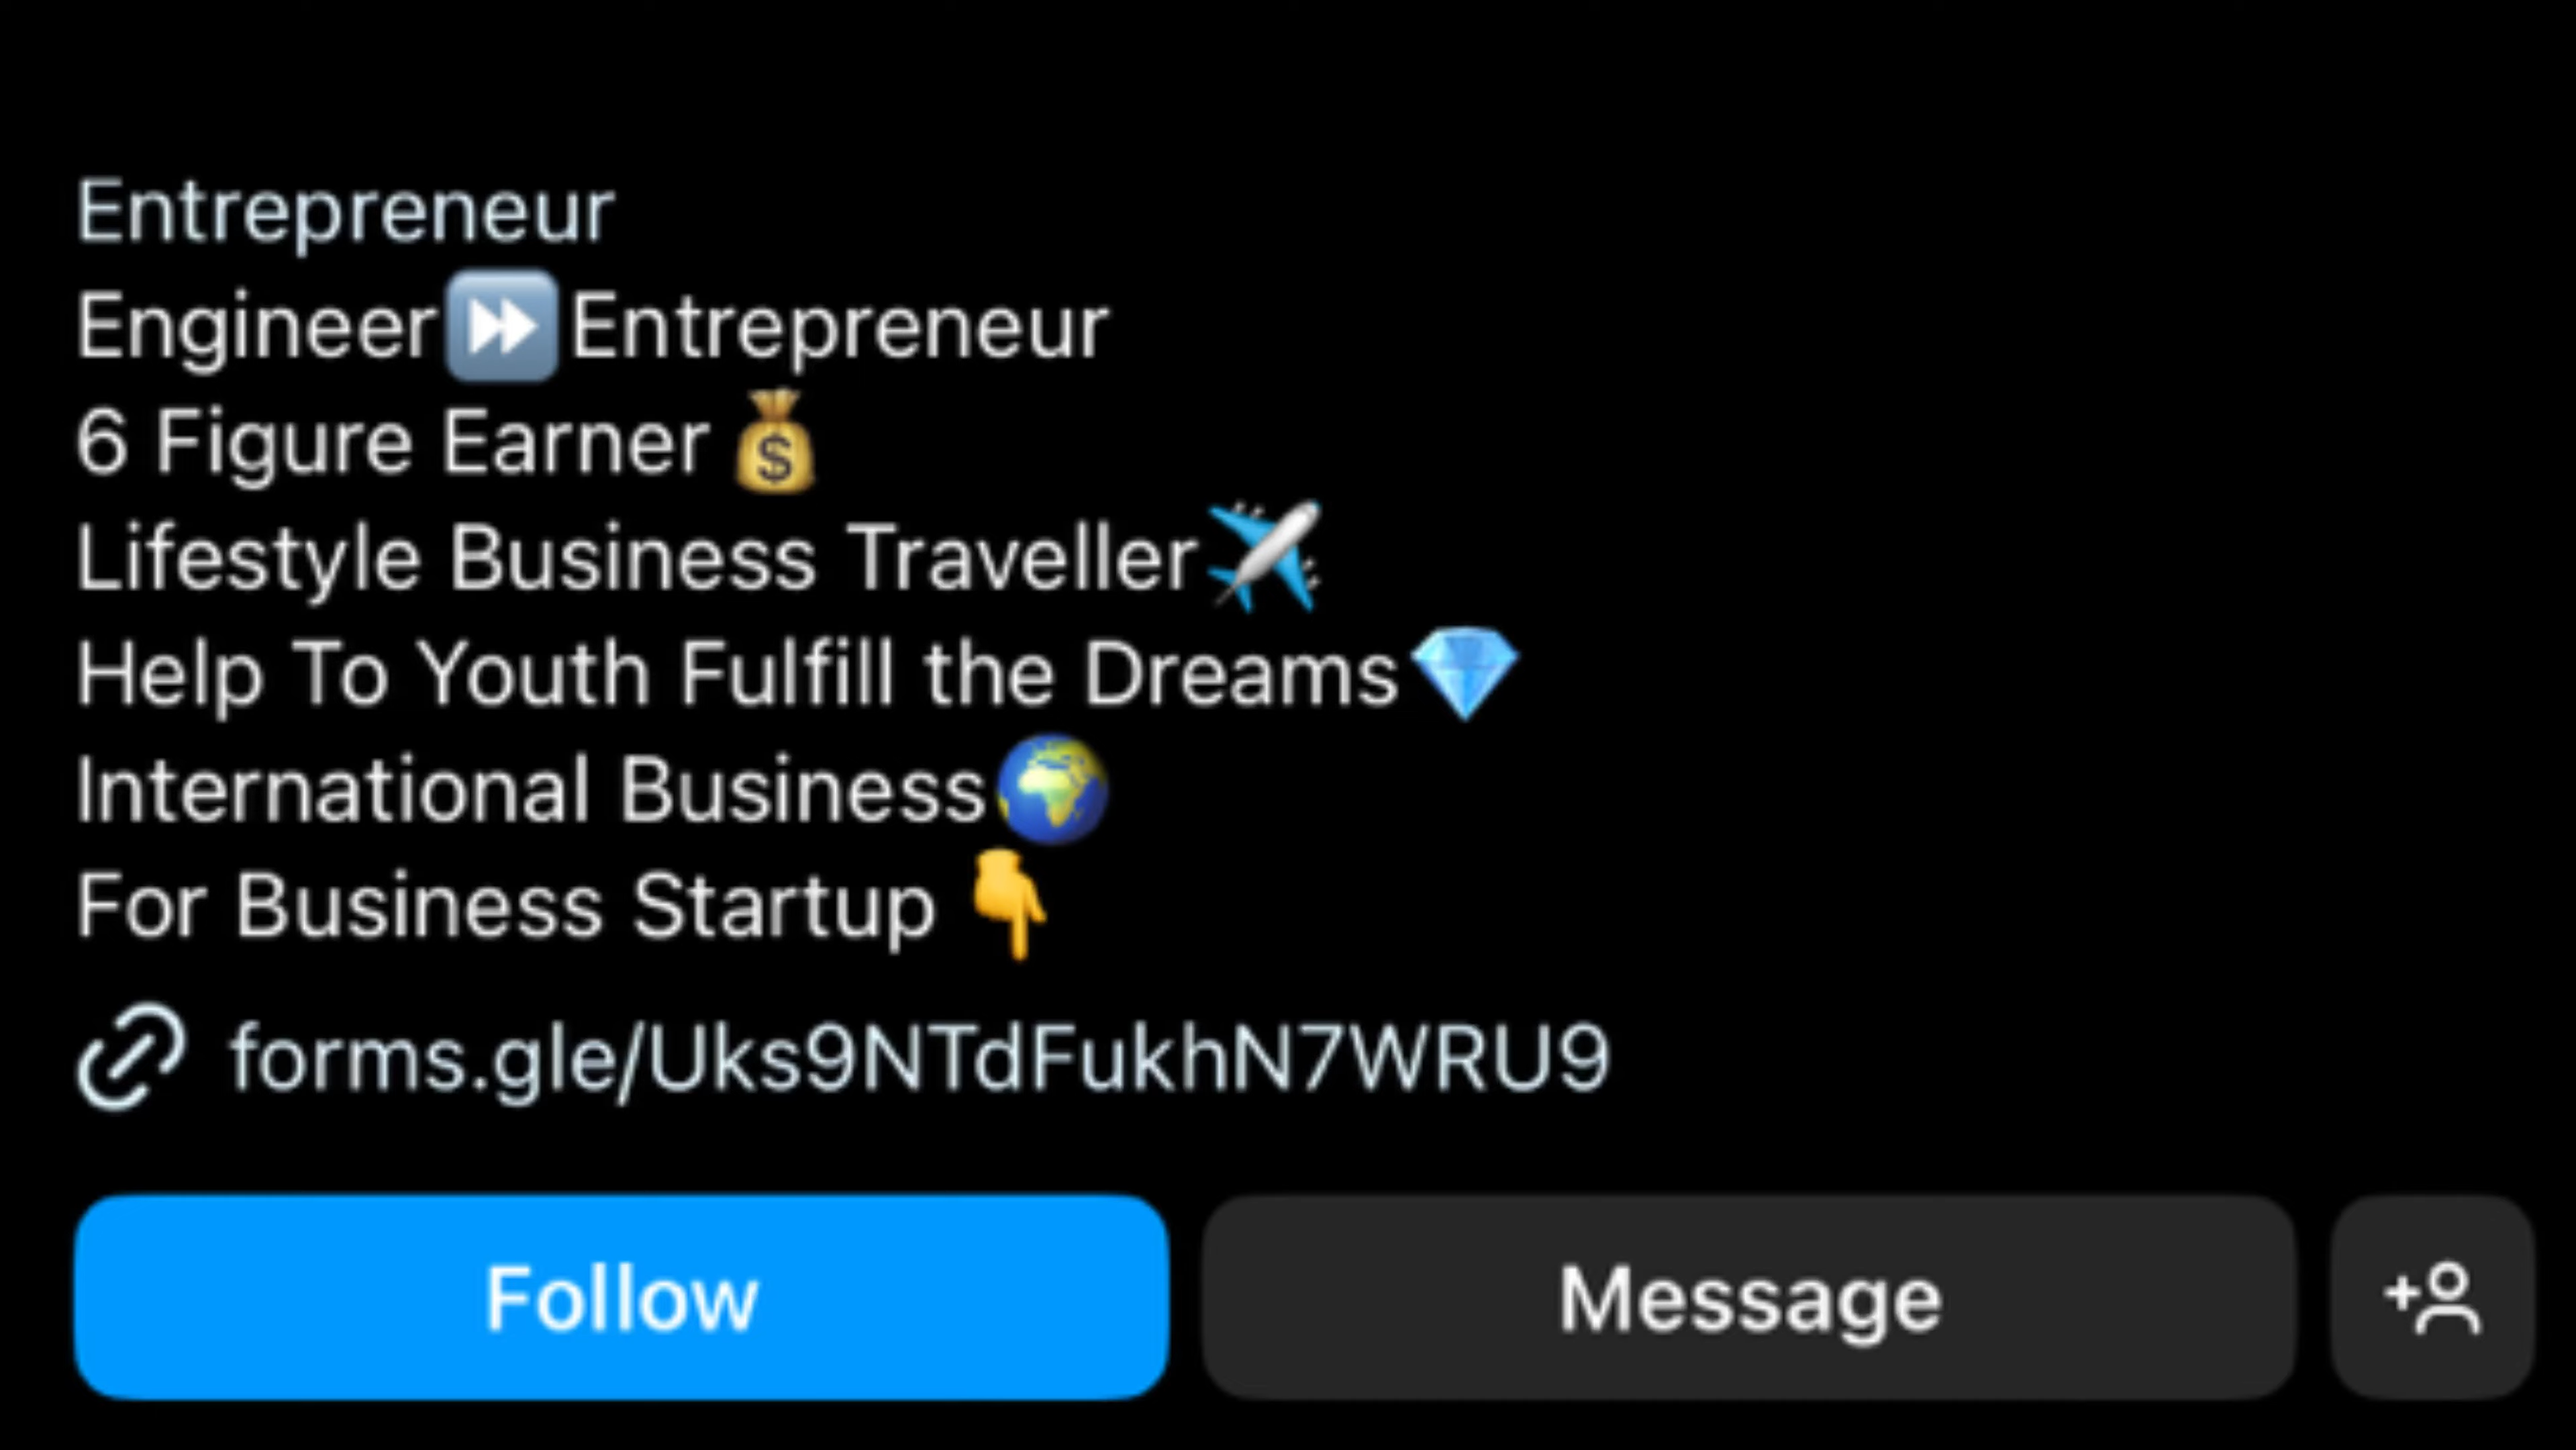 Entrepreneur
Engineer⏩Entrepreneur
6 Figure Earner 💰
Lifestyle Business Traveller✈️
Help To Youth Fulfill the Dreams💎
International Business🌍
For Business Startup 👇
forms.gle/Uks9NTdFukhN7WRU9
Follow Message